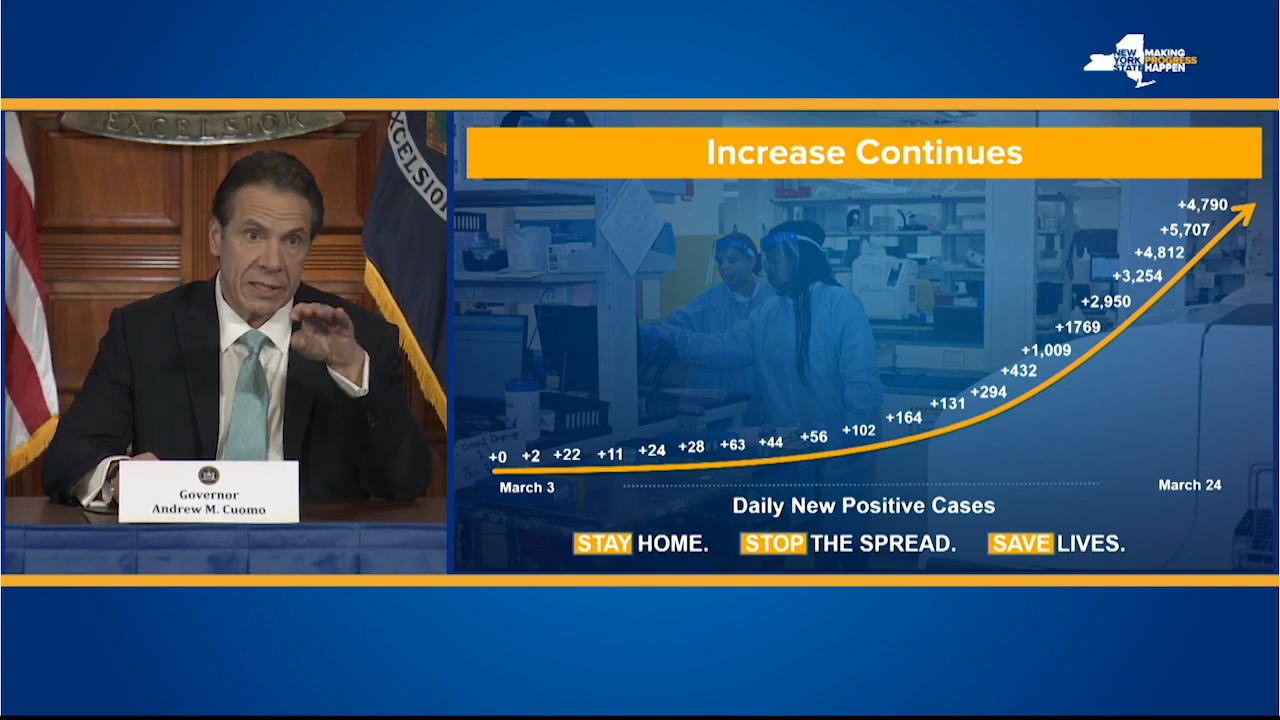 NEW
YORK
STATE
MAKING
PROGRESS
HAPPEN
EXCELSIOR
EXCELSIOR
Governor
Andrew M. Cuomo
Increase Continues
+0 +2 +22 +11 +24 +28 +63 +44 +56 +102 +164 +131 +294 +432 +1,009 +1769 +2,950 +3,254 +4,812 +5,707 +4,790
March 3
March 24
Daily New Positive Cases
STAY HOME. STOP THE SPREAD. SAVE LIVES.